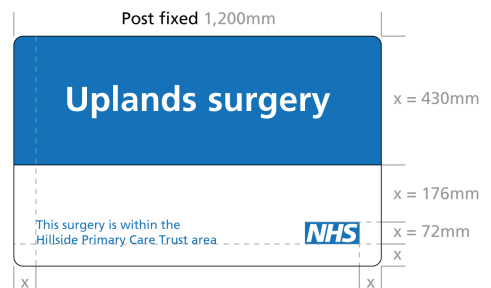 Post fixed 1,200mm
Uplands surgery
x = 430mm
x = 176mm
This surgery is within the
Hillside Primary Care Trust area
NHS
x = 72mm
x
x
x